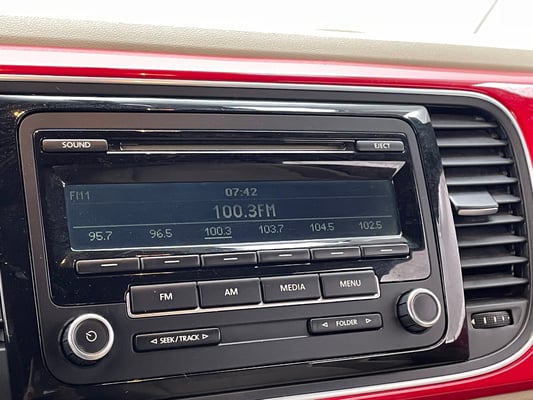 SOUND
EJECT
FM1 07:42
100.3FM
95.7 96.5 100.3 103.7 104.5 102.5
FM AM MEDIA MENU
SEEK/TRACK
FOLDER